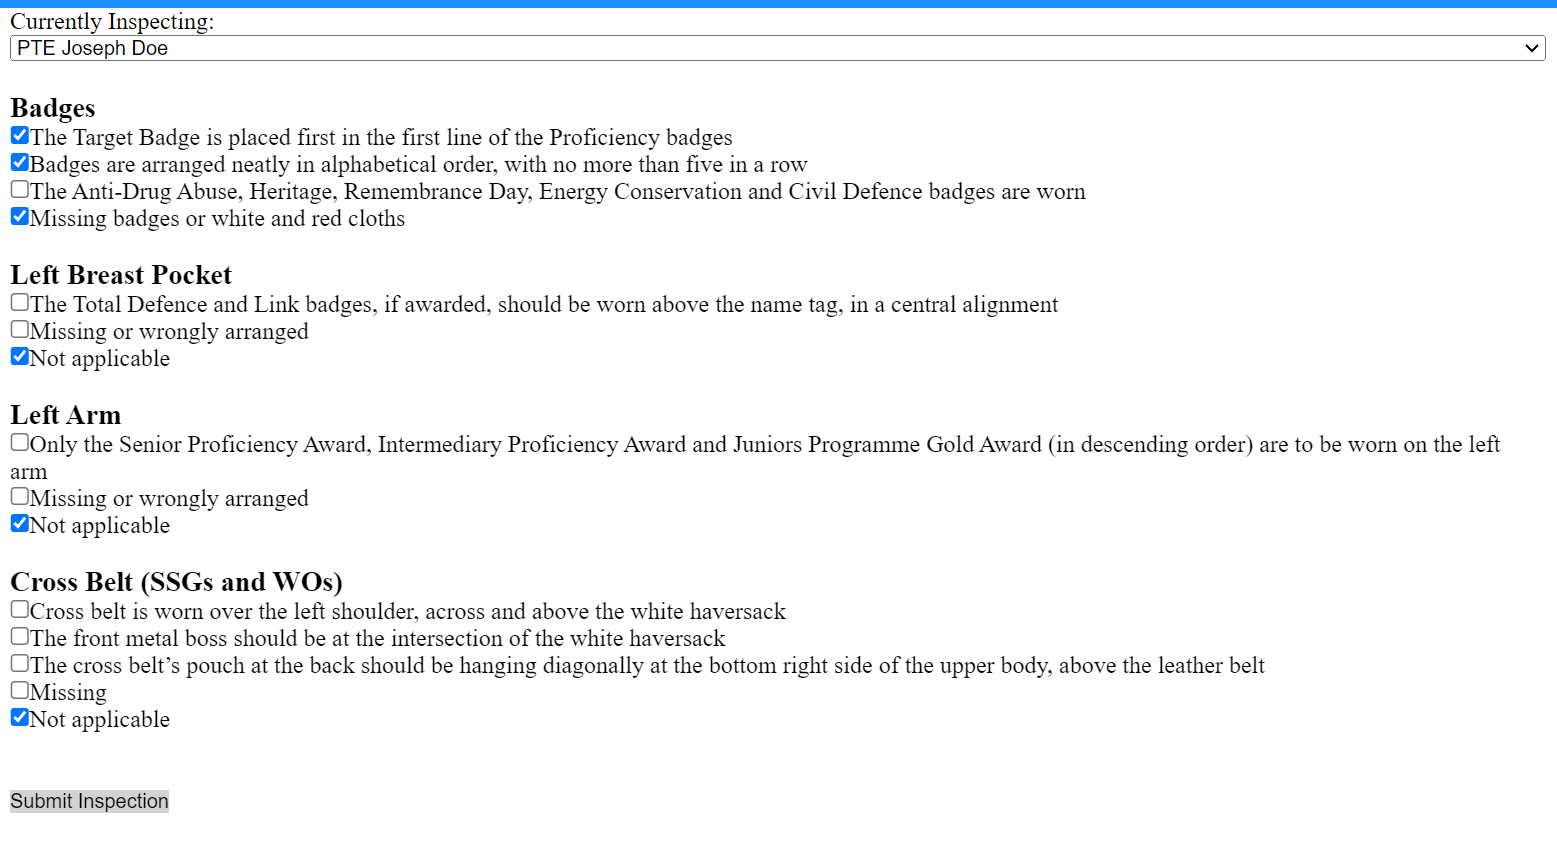 Currently Inspecting:
PTE Joseph Doe
Badges
The Target Badge is placed first in the first line of the Proficiency badges
Badges are arranged neatly in alphabetical order, with no more than five in a row
The Anti-Drug Abuse, Heritage, Remembrance Day, Energy Conservation and Civil Defence badges are worn
Missing badges or white and red cloths
Left Breast Pocket
The Total Defence and Link badges, if awarded, should be worn above the name tag, in a central alignment
Missing or wrongly arranged
Not applicable
Left Arm
Only the Senior Proficiency Award, Intermediary Proficiency Award and Juniors Programme Gold Award (in descending order) are to be worn on the left
arm
Missing or wrongly arranged
Not applicable
Cross Belt (SSGs and WOs)
Cross belt is worn over the left shoulder, across and above the white haversack
The front metal boss should be at the intersection of the white haversack
The cross belt’s pouch at the back should be hanging diagonally at the bottom right side of the upper body, above the leather belt
Missing
Not applicable
Submit Inspection